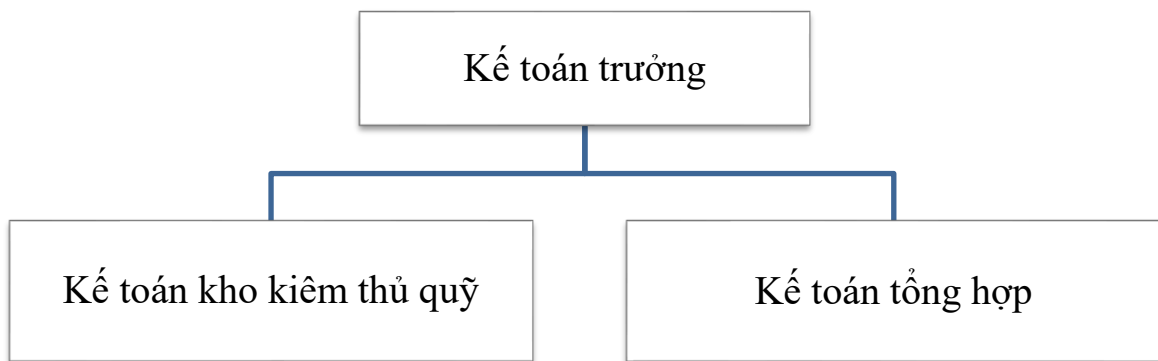 Kế toán trưởng
Kế toán kho kiêm thủ quỹ
Kế toán tổng hợp